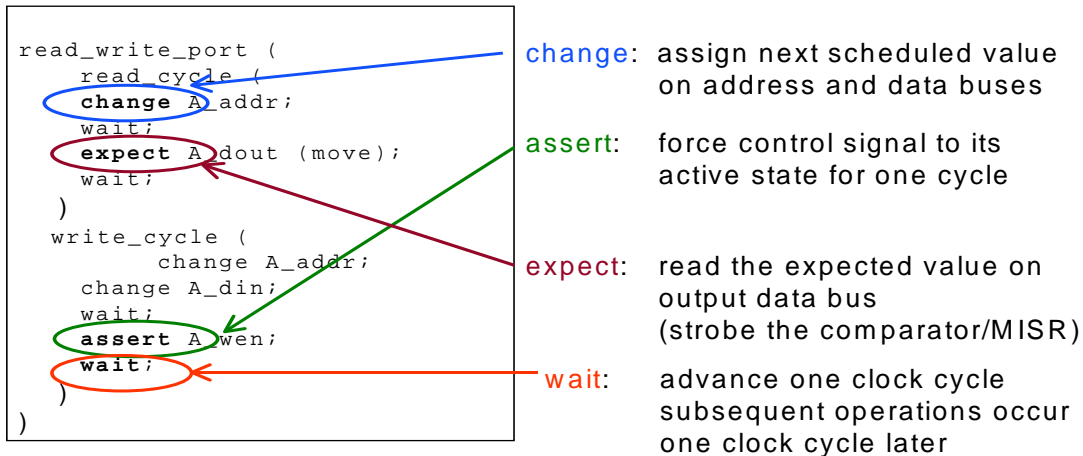 read_write_port (
read_cycle (
change A_addr;
wait;
expect A_dout (move);
wait;
)
write_cycle (
change A_addr;
change A_din;
wait;
assert A_wen;
wait;
)
)
change: assign next scheduled value
on address and data buses
assert: force control signal to its
active state for one cycle
expect: read the expected value on
output data bus
(strobe the comparator/MISR)
wait: advance one clock cycle
subsequent operations occur
one clock cycle later